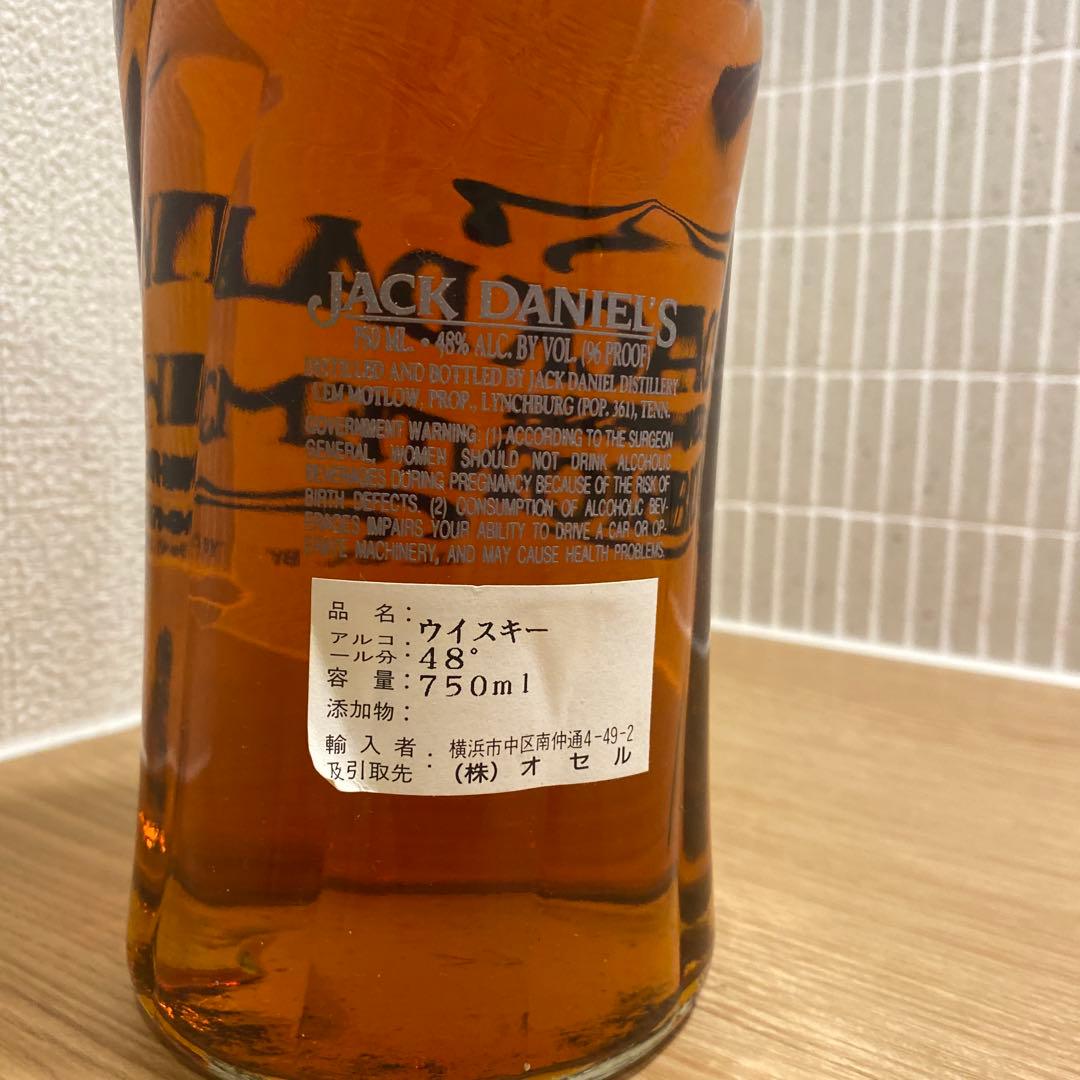 JACK DANIEL'S
750 ML. • 48% ALC. BY VOL. (96 PROOF)
DISTILLED AND BOTTLED BY JACK DANIEL DISTILLERY
LEM MOTLOW, PROP., LYNCHBURG (POP. 361), TENN.
GOVERNMENT WARNING: (1) ACCORDING TO THE SURGEON
GENERAL, WOMEN SHOULD NOT DRINK ALCOHOLIC
BEVERAGES DURING PREGNANCY BECAUSE OF THE RISK OF
BIRTH DEFECTS. (2) CONSUMPTION OF ALCOHOLIC BEV-
ERAGES IMPAIRS YOUR ABILITY TO DRIVE A CAR OR OP-
ERATE MACHINERY, AND MAY CAUSE HEALTH PROBLEMS.
品 名：ウイスキー
アルコ
ール分：48°
容 量：750ml
添加物：
輸入者：横浜市中区南仲通4-49-2
及引取先 （株）オセル